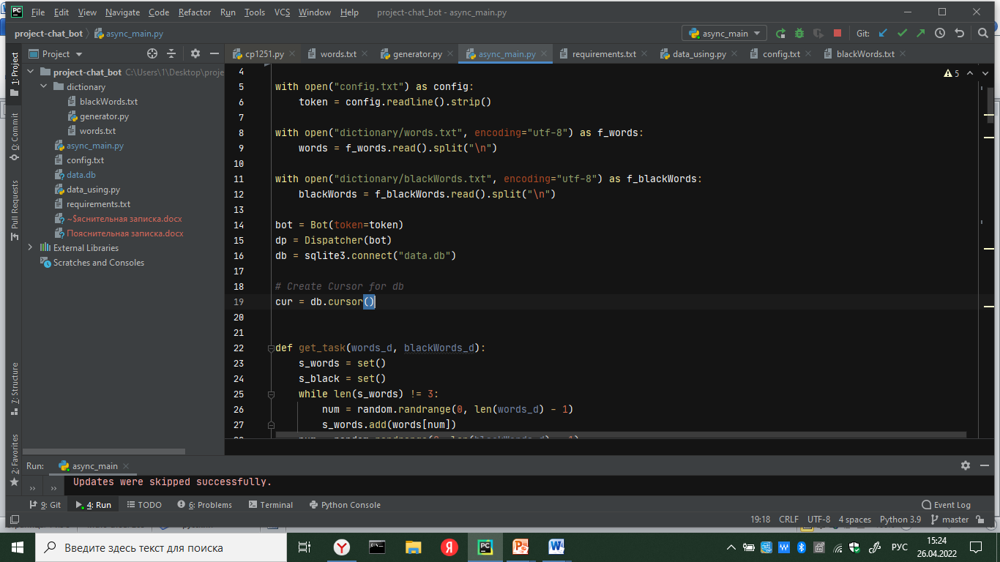 File Edit View Navigate Code Refactor Run Tools VCS Git Window Help project-chat_bot - async_main.py
project-chat_bot async_main.py async_main Git:
1: Project
0: Commit
Pull Requests
7: Structure
2: Favorites
Project
project-chat_bot C:\Users\1\Desktop\proje
dictionary
blackWords.txt
generator.py
words.txt
async_main.py
config.txt
data.db
data_using.py
requirements.txt
~$яснительная записка.docx
Пояснительная записка.docx
External Libraries
Scratches and Consoles
cp1251.py words.txt generator.py async_main.py requirements.txt data_using.py config.txt blackWords.txt
5
4
5 with open("config.txt") as config:
6 token = config.readline().strip()
7
8 with open("dictionary/words.txt", encoding="utf-8") as f_words:
9 words = f_words.read().split("\n")
10
11 with open("dictionary/blackWords.txt", encoding="utf-8") as f_blackWords:
12 blackWords = f_blackWords.read().split("\n")
13
14 bot = Bot(token=token)
15 dp = Dispatcher(bot)
16 db = sqlite3.connect("data.db")
17
18 # Create Cursor for db
19 cur = db.cursor()
20
21
22 def get_task(words_d, blackWords_d):
23 s_words = set()
24 s_black = set()
25 while len(s_words) != 3:
26 num = random.randrange(0, len(words_d) - 1)
27 s_words.add(words[num])
Run: async_main
Updates were skipped successfully.
9: Git 4: Run TODO 6: Problems Terminal Python Console Event Log
19:18 CRLF UTF-8 4 spaces Python 3.9 master
Введите здесь текст для поиска
РУС
15:24
26.04.2022